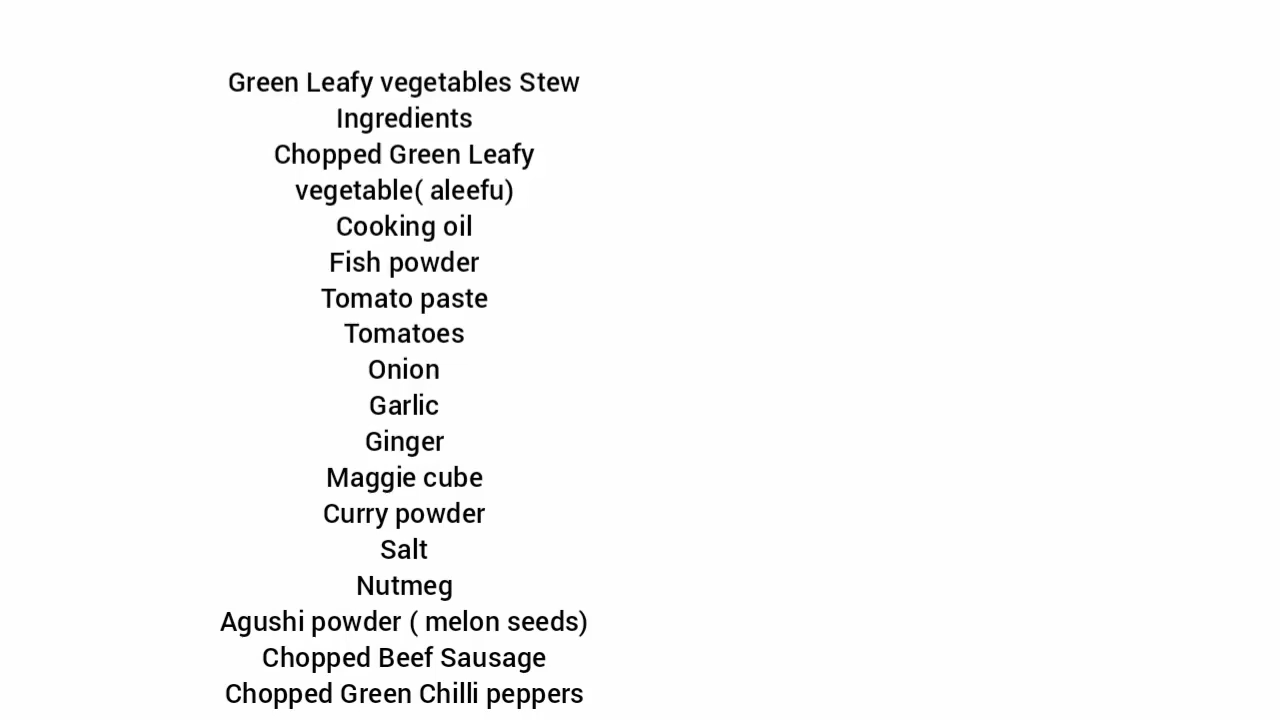 Green Leafy vegetables Stew
Ingredients
Chopped Green Leafy
vegetable( aleefu)
Cooking oil
Fish powder
Tomato paste
Tomatoes
Onion
Garlic
Ginger
Maggie cube
Curry powder
Salt
Nutmeg
Agushi powder ( melon seeds)
Chopped Beef Sausage
Chopped Green Chilli peppers